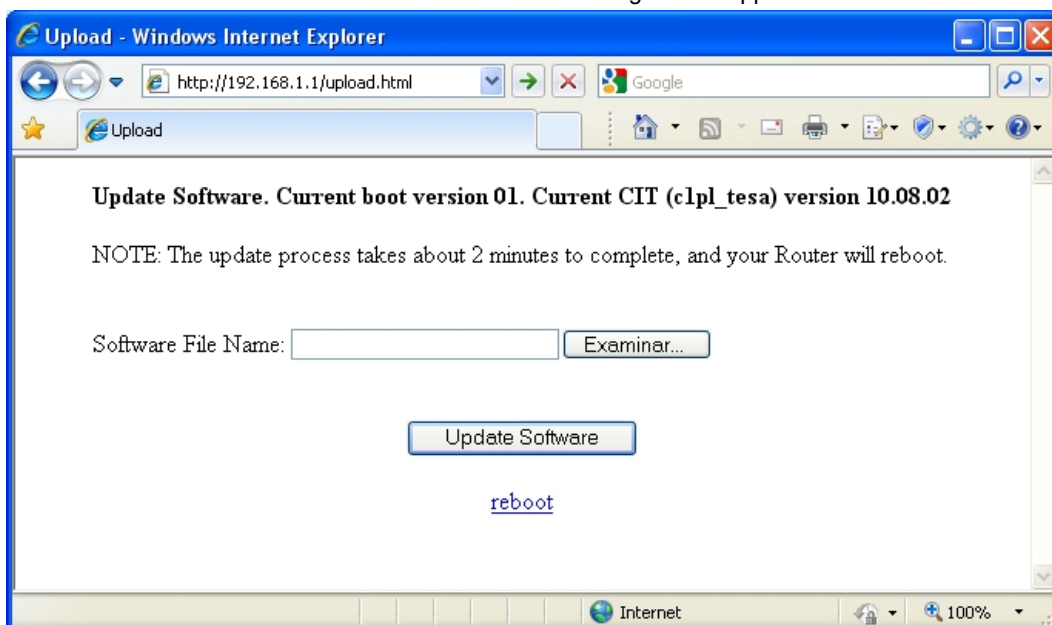 Upload - Windows Internet Explorer
http://192.168.1.1/upload.html
Google
Upload
Update Software. Current boot version 01. Current CIT (c1pl_tesa) version 10.08.02
NOTE: The update process takes about 2 minutes to complete, and your Router will reboot.
Software File Name:
Examinar...
Update Software
reboot
Internet
100%